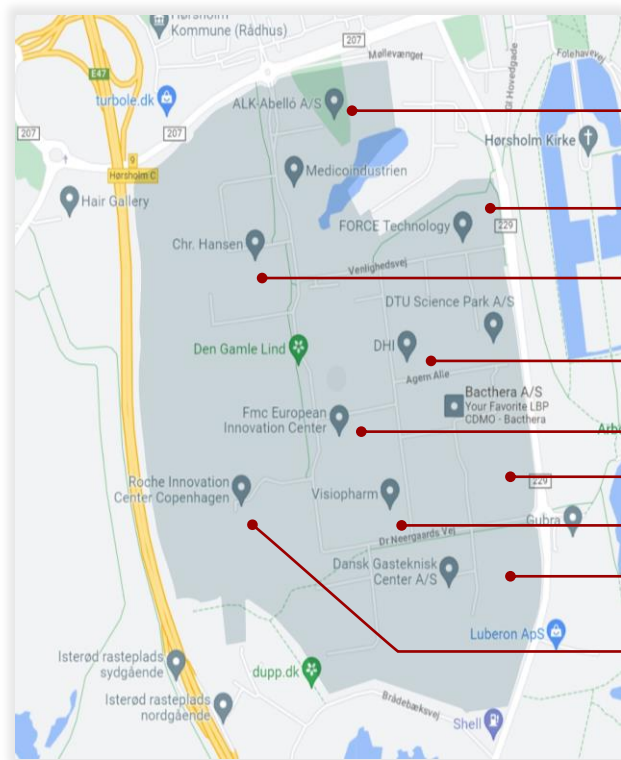 Hørsholm
Kommune (Rådhus)
207
Møllevænget
Gl Hovedgade
Folehavevej
E47
turbole.dk
ALK-Abelló A/S
207
207
9
Hørsholm C
Hørsholm Kirke
Medicoindustrien
Hair Gallery
FORCE Technology
229
Chr. Hansen
Venlighedsvej
DTU Science Park A/S
Den Gamle Lind
DHI
Agern Alle
Bacthera A/S
Your Favorite LBP
CDMO - Bacthera
Fmc European
Innovation Center
Arb
229
Roche Innovation
Center Copenhagen
Visiopharm
Gubra
Dr Neergaards Vej
Dansk Gasteknisk
Center A/S
Luberon ApS
Isterød rasteplads
sydgående
dupp.dk
Isterød rasteplads
nordgående
Brådebæksvej
Shell